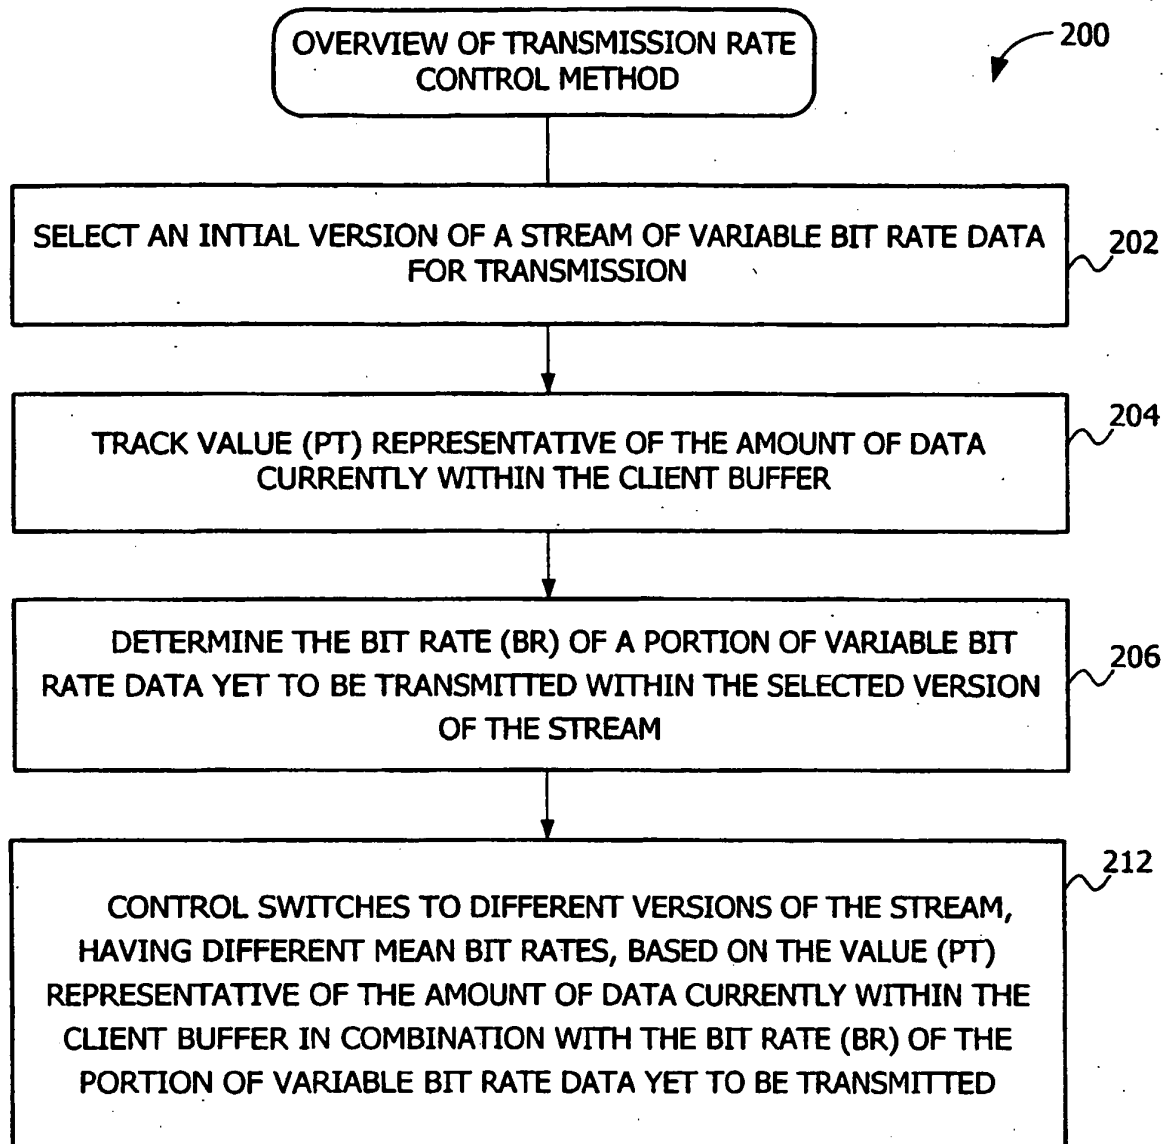 OVERVIEW OF TRANSMISSION RATE
CONTROL METHOD
200
SELECT AN INTIAL VERSION OF A STREAM OF VARIABLE BIT RATE DATA
FOR TRANSMISSION
202
TRACK VALUE (PT) REPRESENTATIVE OF THE AMOUNT OF DATA
CURRENTLY WITHIN THE CLIENT BUFFER
204
DETERMINE THE BIT RATE (BR) OF A PORTION OF VARIABLE BIT
RATE DATA YET TO BE TRANSMITTED WITHIN THE SELECTED VERSION
OF THE STREAM
206
CONTROL SWITCHES TO DIFFERENT VERSIONS OF THE STREAM,
HAVING DIFFERENT MEAN BIT RATES, BASED ON THE VALUE (PT)
REPRESENTATIVE OF THE AMOUNT OF DATA CURRENTLY WITHIN THE
CLIENT BUFFER IN COMBINATION WITH THE BIT RATE (BR) OF THE
PORTION OF VARIABLE BIT RATE DATA YET TO BE TRANSMITTED
212